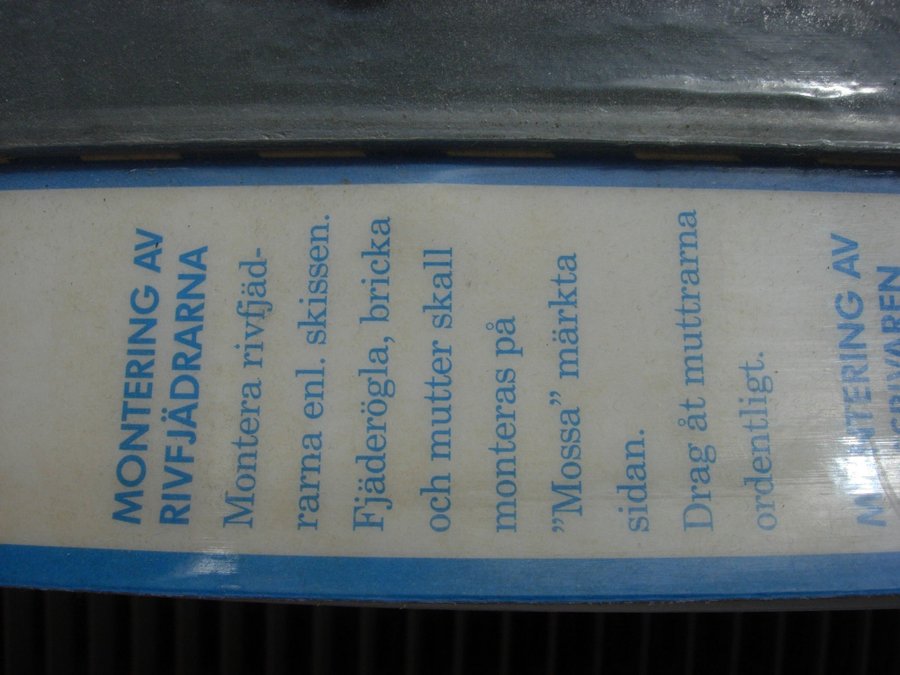 MONTERING AV
RIVFJÄDRARNA
Montera rivfjäd-
rarna enl. skissen.
Fjäderögla, bricka
och mutter skall
monteras på
”Mossa” märkta
sidan.
Drag åt muttrarna
ordentligt.
MONTERING AV